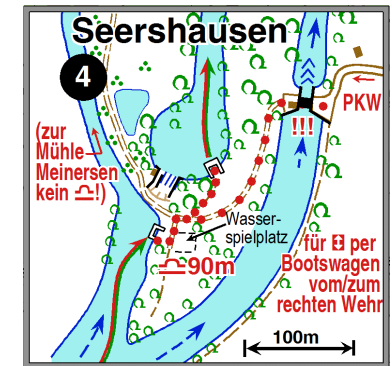 Seershausen
4
PKW
!!!
(zur
Mühle
Meinersen
kein !)
Wasser-
spielplatz
90m
für per
Bootswagen
vom/zum
rechten Wehr
100m